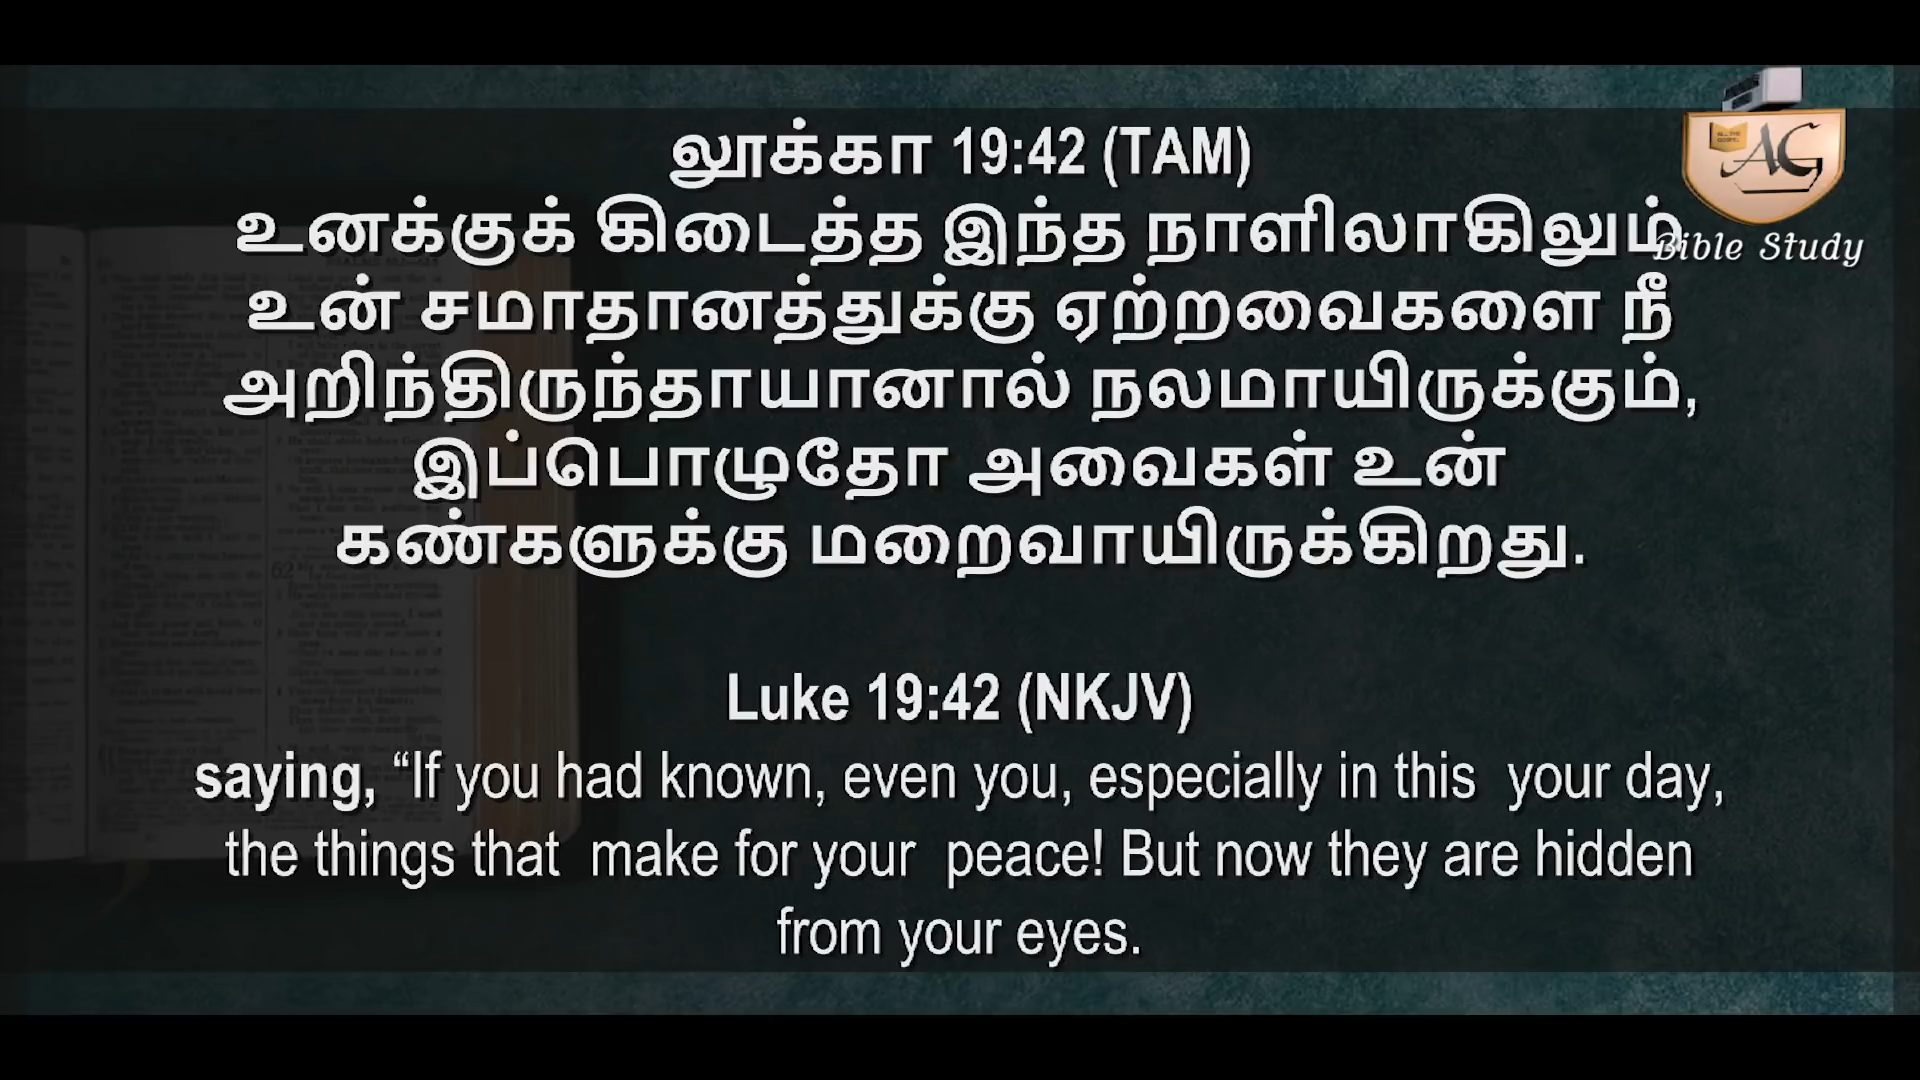 லூக்கா 19:42 (TAM)
உனக்குக் கிடைத்த இந்த நாளிலாகிலும்
உன் சமாதானத்துக்கு ஏற்றவைகளை நீ
அறிந்திருந்தாயானால் நலமாயிருக்கும்,
இப்பொழுதோ அவைகள் உன்
கண்களுக்கு மறைவாயிருக்கிறது.
Luke 19:42 (NKJV)
saying, “If you had known, even you, especially in this your day,
the things that make for your peace! But now they are hidden
from your eyes.
AG
Bible Study